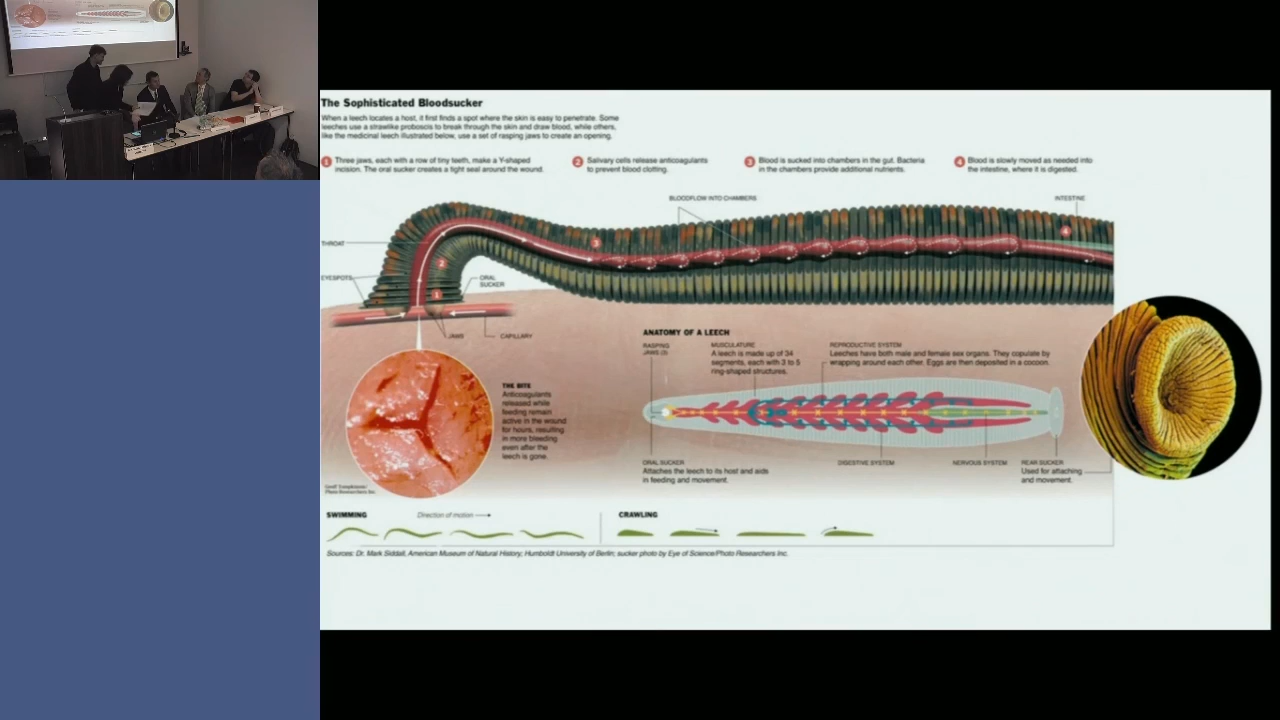 The Sophisticated Bloodsucker
When a leech locates a host, it first finds a spot where the skin is easy to penetrate. Some
leeches use a strawlike proboscis to break through the skin and draw blood, while others,
like the medicinal leech illustrated below, use a set of rasping jaws to create an opening.
1 Three jaws, each with a row of tiny teeth, make a Y-shaped
incision. The oral sucker creates a tight seal around the wound.
2 Salivary cells release anticoagulants
to prevent blood clotting.
3 Blood is sucked into chambers in the gut. Bacteria
in the chambers provide additional nutrients.
4 Blood is slowly moved as needed into
the intestine, where it is digested.
BLOODFLOW INTO CHAMBERS
INTESTINE
THROAT
EYESPOTS
ORAL
SUCKER
3
4
2
1
JAWS
CAPILLARY
THE BITE
Anticoagulants
released while
feeding remain
active in the wound
for hours, resulting
in more bleeding
even after the
leech is gone.
Photo Researchers Inc.
ANATOMY OF A LEECH
RASPING
JAWS (3)
MUSCULATURE
A leech is made up of 34
segments, each with 3 to 5
ring-shaped structures.
REPRODUCTIVE SYSTEM
Leeches have both male and female sex organs. They copulate by
wrapping around each other. Eggs are then deposited in a cocoon.
ORAL SUCKER
Attaches the leech to its host and aids
in feeding and movement.
DIGESTIVE SYSTEM
NERVOUS SYSTEM
REAR SUCKER
Used for attaching
and movement.
SWIMMING
Direction of motion
CRAWLING
Sources: Dr. Mark Siddall, American Museum of Natural History; Humboldt University of Berlin; sucker photo by Eye of Science/Photo Researchers Inc.